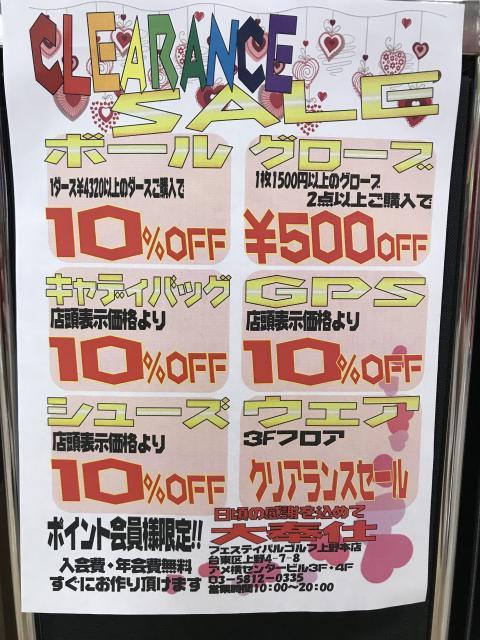 CLEARANCE
SALE
ボール
1ダース¥4320以上のダースご購入で
10%OFF
グローブ
1枚1500円以上のグローブ
2点以上ご購入で
¥500OFF
キャディバッグ
店頭表示価格より
10%OFF
GPS
店頭表示価格より
10%OFF
シューズ
店頭表示価格より
10%OFF
ウエア
3Fフロア
クリアランスセール
ポイント会員様限定!!
入会費・年会費無料
すぐにお作り頂けます
日頃の感謝を込めて
大奉仕
フェスティバルゴルフ上野本店
台東区上野4-7-8
アメ横センタービル3F・4F
03-5812-0335
営業時間10:00~20:00